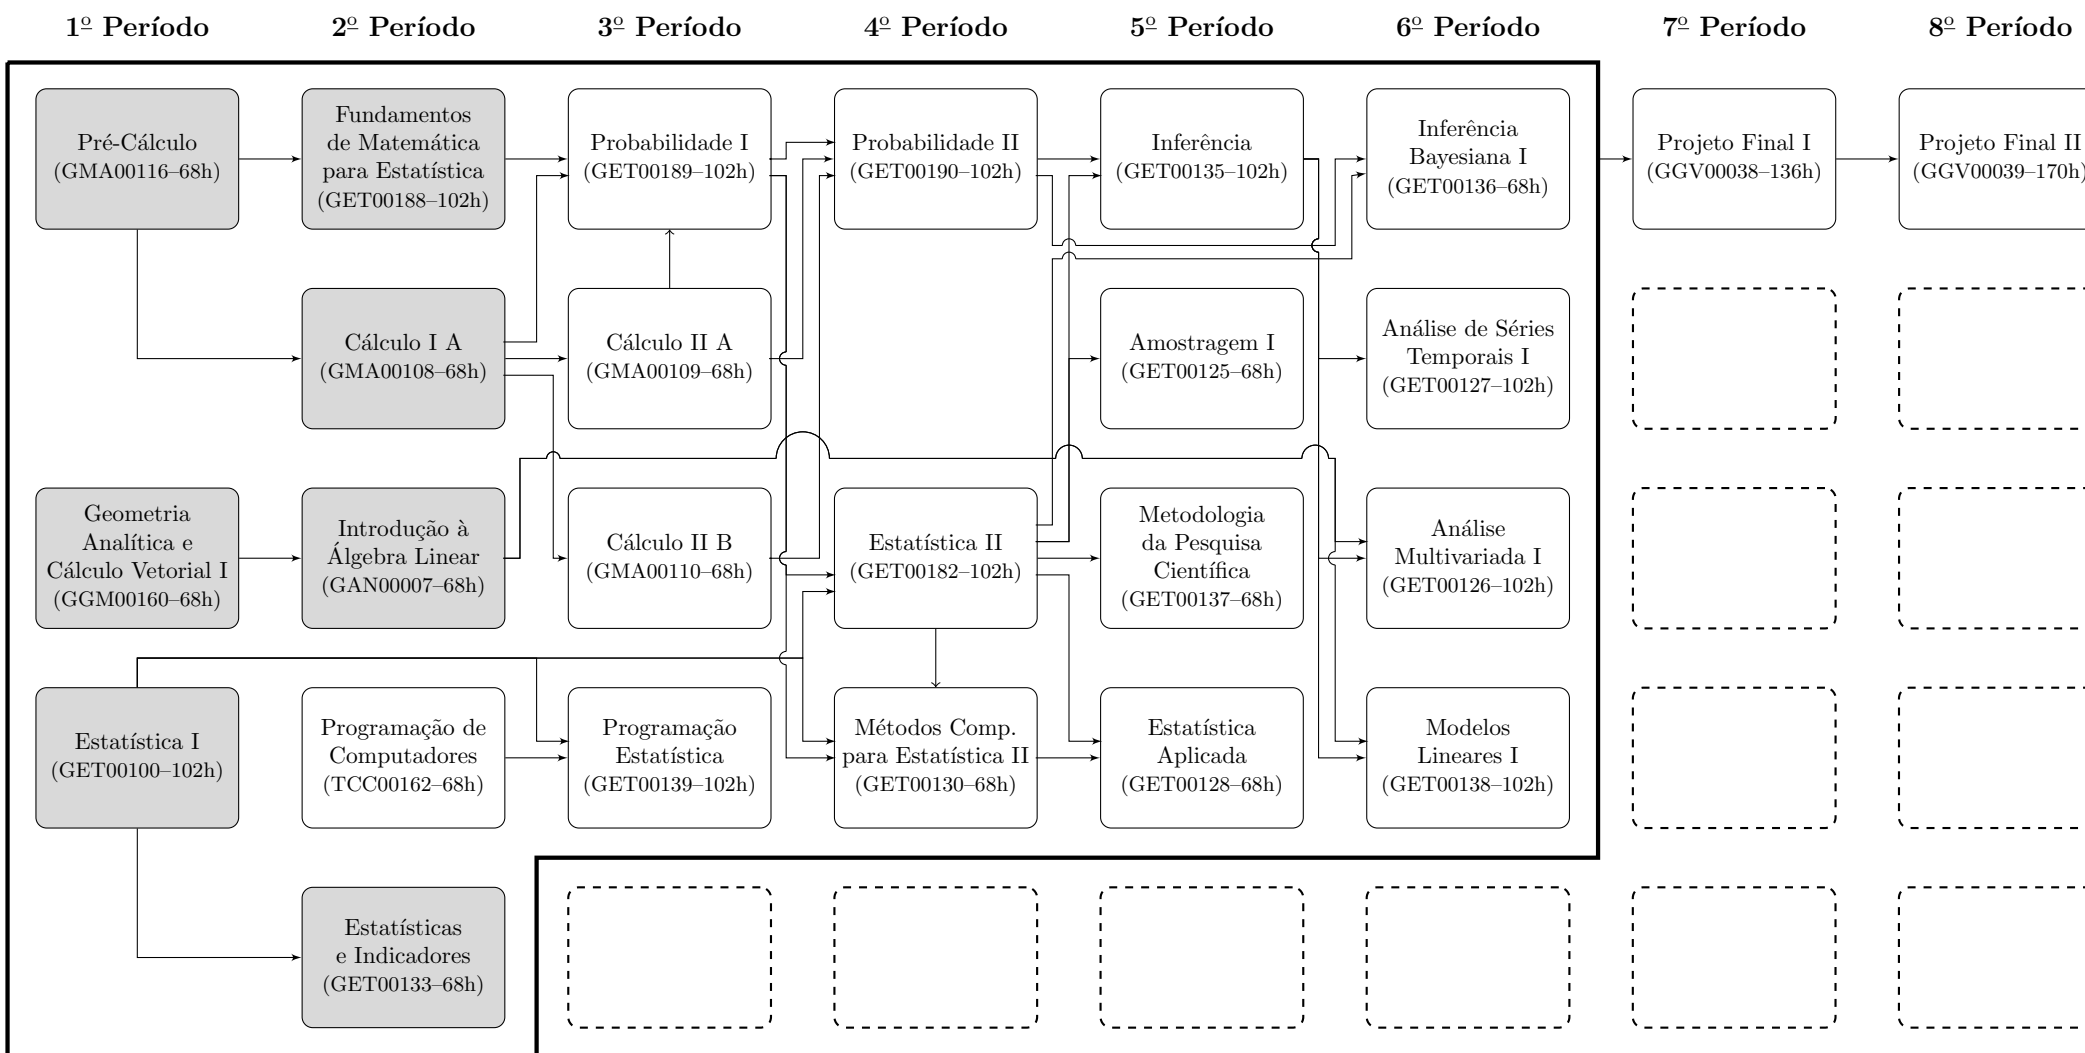 1º Período
2º Período
3º Período
4º Período
5º Período
6º Período
7º Período
8º Período
Pré-Cálculo
(GMA00116–68h)
Fundamentos
de Matemática
para Estatística
(GET00188–102h)
Probabilidade I
(GET00189–102h)
Probabilidade II
(GET00190–102h)
Inferência
(GET00135–102h)
Inferência
Bayesiana I
(GET00136–68h)
Projeto Final I
(GGV00038–136h)
Projeto Final II
(GGV00039–170h)
Cálculo I A
(GMA00108–68h)
Cálculo II A
(GMA00109–68h)
Amostragem I
(GET00125–68h)
Análise de Séries
Temporais I
(GET00127–102h)
Geometria
Analítica e
Cálculo Vetorial I
(GGM00160–68h)
Introdução à
Álgebra Linear
(GAN00007–68h)
Cálculo II B
(GMA00110–68h)
Estatística II
(GET00182–102h)
Metodologia
da Pesquisa
Científica
(GET00137–68h)
Análise
Multivariada I
(GET00126–102h)
Estatística I
(GET00100–102h)
Programação de
Computadores
(TCC00162–68h)
Programação
Estatística
(GET00139–102h)
Métodos Comp.
para Estatística II
(GET00130–68h)
Estatística
Aplicada
(GET00128–68h)
Modelos
Lineares I
(GET00138–102h)
Estatísticas
e Indicadores
(GET00133–68h)